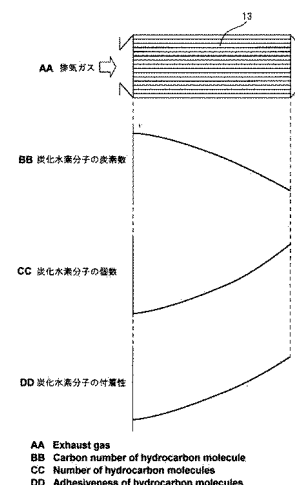 13
AA 排気ガス
BB 炭化水素分子の炭素数
CC 炭化水素分子の個数
DD 炭化水素分子の付着性
AA Exhaust gas
BB Carbon number of hydrocarbon molecule
CC Number of hydrocarbon molecules
DD Adhesiveness of hydrocarbon molecules